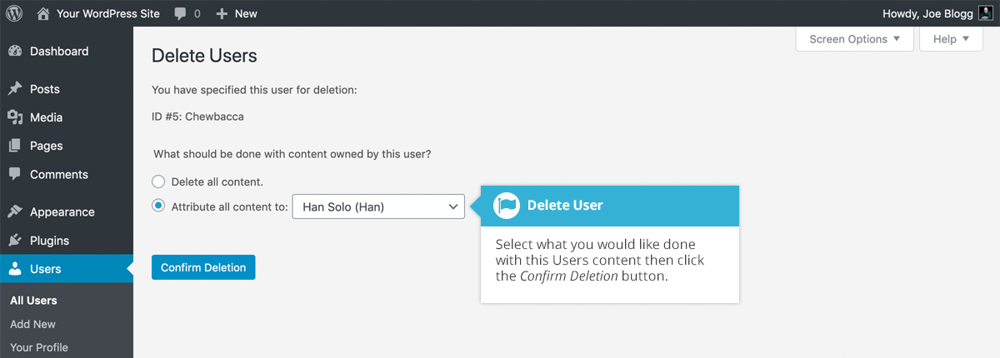 Your WordPress Site 0 New Howdy, Joe Blogg
Screen Options Help
Dashboard
Posts
Media
Pages
Comments
Appearance
Plugins
Users
All Users
Add New
Your Profile
Delete Users
You have specified this user for deletion:
ID #5: Chewbacca
What should be done with content owned by this user?
Delete all content.
Attribute all content to: Han Solo (Han)
Confirm Deletion
Delete User
Select what you would like done
with this Users content then click
the Confirm Deletion button.